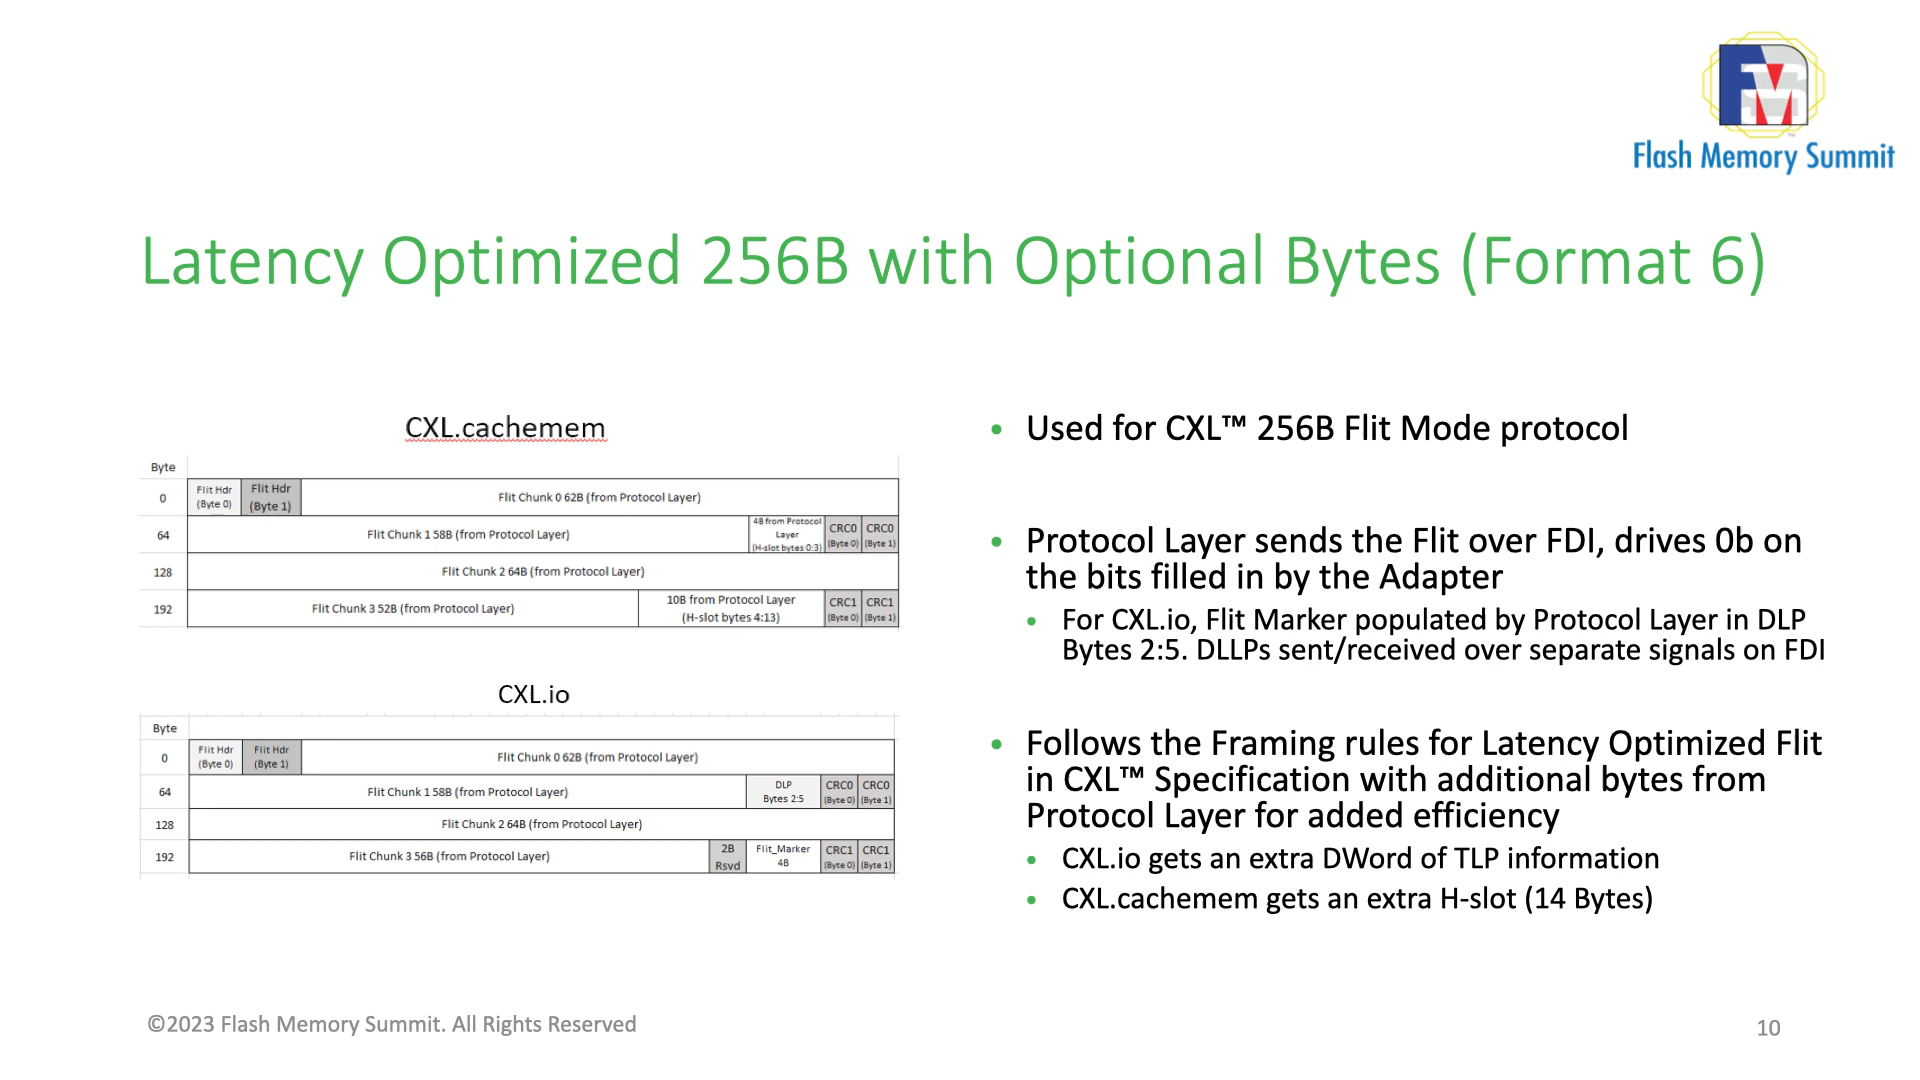 Flash Memory Summit
Latency Optimized 256B with Optional Bytes (Format 6)
CXL.cachemem
Byte
0
Flit Hdr
(Byte 0)
Flit Hdr
(Byte 1)
Flit Chunk 0 62B (from Protocol Layer)
64
Flit Chunk 1 58B (from Protocol Layer)
4B from Protocol
Layer
(H-slot bytes 0:3)
CRC0
(Byte 0)
CRC0
(Byte 1)
128
Flit Chunk 2 64B (from Protocol Layer)
192
Flit Chunk 3 52B (from Protocol Layer)
10B from Protocol Layer
(H-slot bytes 4:13)
CRC1
(Byte 0)
CRC1
(Byte 1)
CXL.io
Byte
0
Flit Hdr
(Byte 0)
Flit Hdr
(Byte 1)
Flit Chunk 0 62B (from Protocol Layer)
64
Flit Chunk 1 58B (from Protocol Layer)
DLP
Bytes 2:5
CRC0
(Byte 0)
CRC0
(Byte 1)
128
Flit Chunk 2 64B (from Protocol Layer)
192
Flit Chunk 3 56B (from Protocol Layer)
2B
Rsvd
Flit_Marker
4B
CRC1
(Byte 0)
CRC1
(Byte 1)
• Used for CXL™ 256B Flit Mode protocol
• Protocol Layer sends the Flit over FDI, drives 0b on
the bits filled in by the Adapter
• For CXL.io, Flit Marker populated by Protocol Layer in DLP
Bytes 2:5. DLLPs sent/received over separate signals on FDI
• Follows the Framing rules for Latency Optimized Flit
in CXL™ Specification with additional bytes from
Protocol Layer for added efficiency
• CXL.io gets an extra DWord of TLP information
• CXL.cachemem gets an extra H-slot (14 Bytes)
©2023 Flash Memory Summit. All Rights Reserved
10